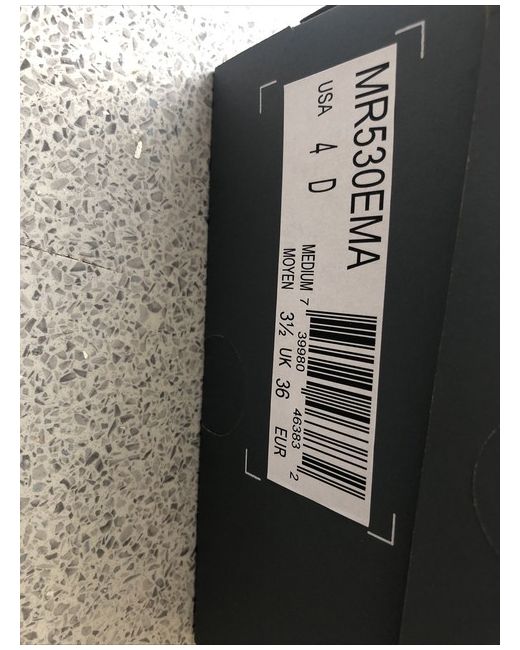 MR530EMA
USA 4 D
MEDIUM
MOYEN
7 39980 46383 2
3½ UK 36 EUR